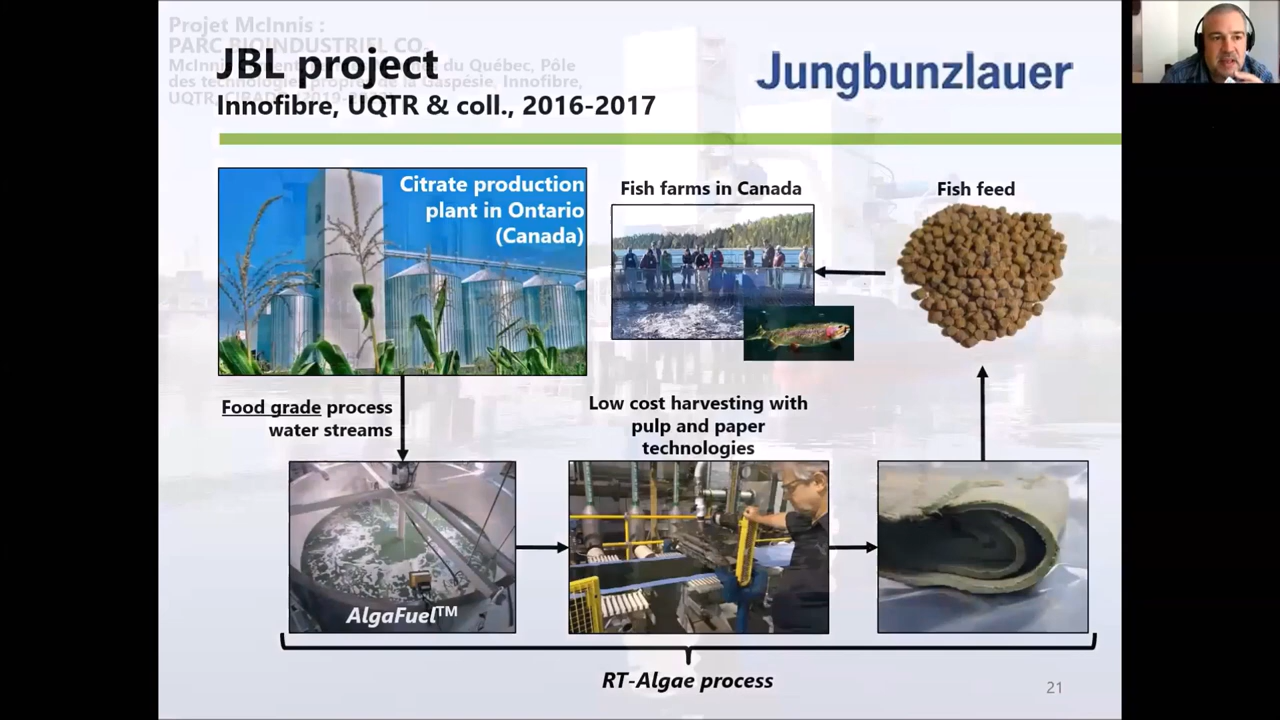 Projet McInnis :
PARC BIOINDUSTRIEL CO
JBL project
Innofibre, UQTR & coll., 2016-2017
Jungbunzlauer
Citrate production
plant in Ontario
(Canada)
Fish farms in Canada
Fish feed
Food grade process
water streams
Low cost harvesting with
pulp and paper
technologies
AlgaFuel™
RT-Algae process
21